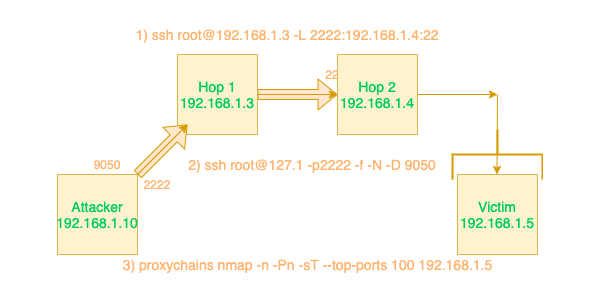 1) ssh root@192.168.1.3 -L 2222:192.168.1.4:22
Hop 1
192.168.1.3
22
Hop 2
192.168.1.4
9050
2) ssh root@127.1 -p2222 -f -N -D 9050
2222
Attacker
192.168.1.10
Victim
192.168.1.5
3) proxychains nmap -n -Pn -sT --top-ports 100 192.168.1.5